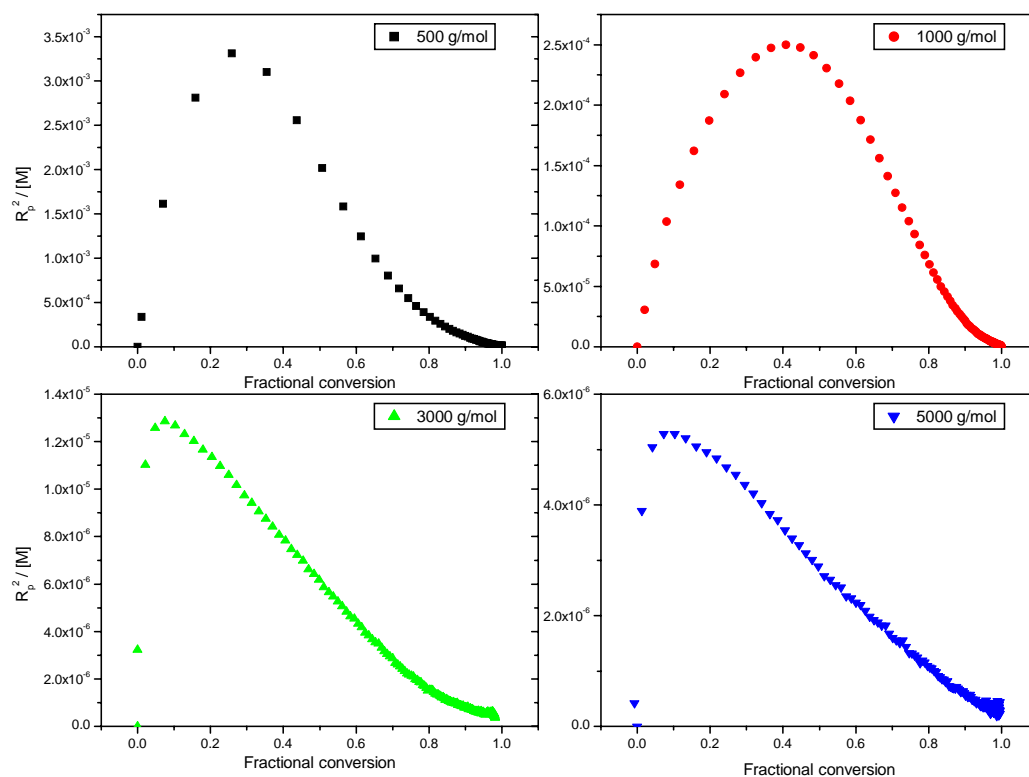 500 g/mol
3.5x10⁻³
3.0x10⁻³
2.5x10⁻³
2.0x10⁻³
1.5x10⁻³
1.0x10⁻³
5.0x10⁻⁴
0.0
Rₚ² / [M]
0.0 0.2 0.4 0.6 0.8 1.0
Fractional conversion
1000 g/mol
2.5x10⁻⁴
2.0x10⁻⁴
1.5x10⁻⁴
1.0x10⁻⁴
5.0x10⁻⁵
0.0
0.0 0.2 0.4 0.6 0.8 1.0
Fractional conversion
3000 g/mol
1.4x10⁻⁵
1.2x10⁻⁵
1.0x10⁻⁵
8.0x10⁻⁶
6.0x10⁻⁶
4.0x10⁻⁶
2.0x10⁻⁶
0.0
Rₚ² / [M]
0.0 0.2 0.4 0.6 0.8 1.0
Fractional conversion
5000 g/mol
6.0x10⁻⁶
4.0x10⁻⁶
2.0x10⁻⁶
0.0
0.0 0.2 0.4 0.6 0.8 1.0
Fractional conversion